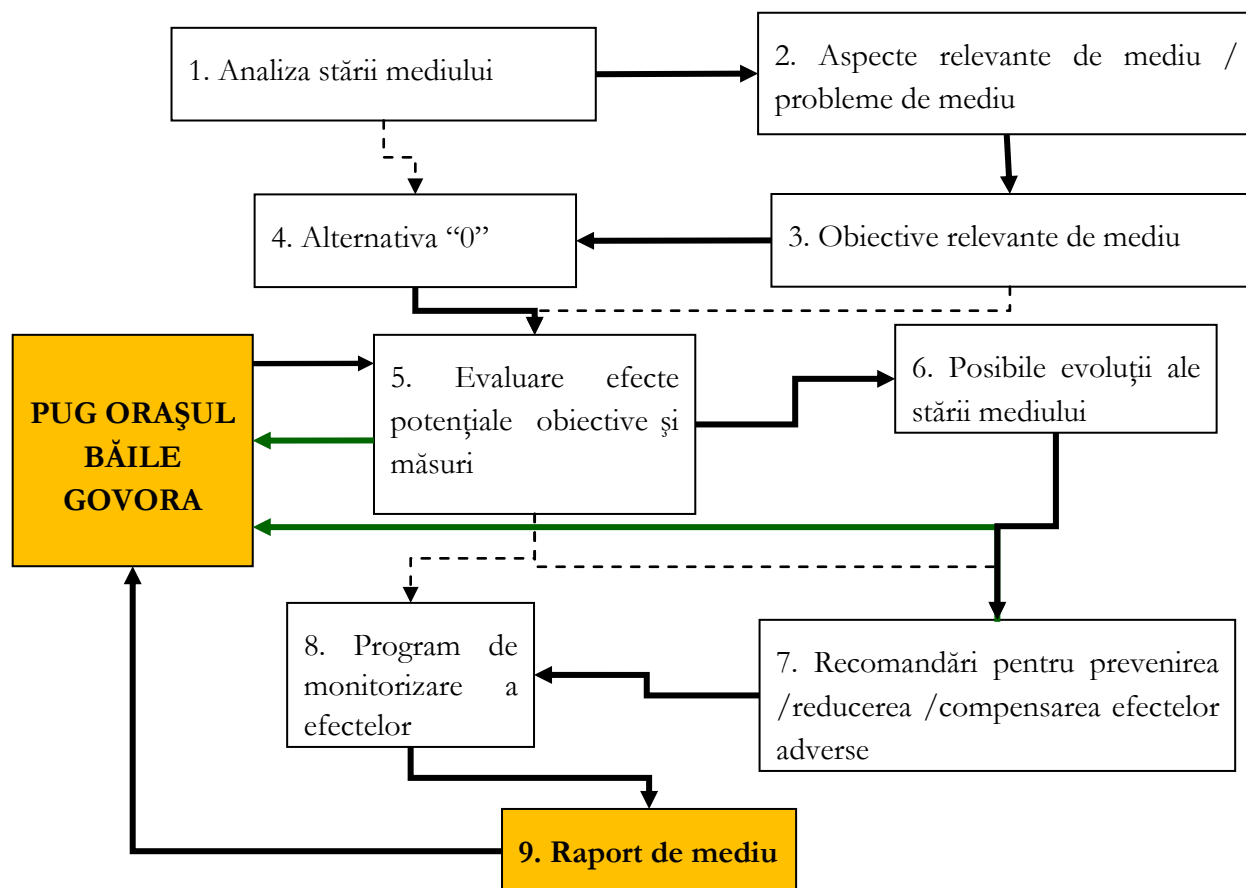 1. Analiza stării mediului
2. Aspecte relevante de mediu /
probleme de mediu
4. Alternativa “0”
3. Obiective relevante de mediu
PUG ORAŞUL
BĂILE
GOVORA
5. Evaluare efecte
potenţiale obiective şi
măsuri
6. Posibile evoluţii ale
stării mediului
8. Program de
monitorizare a
efectelor
7. Recomandări pentru prevenirea
/reducerea /compensarea efectelor
adverse
9. Raport de mediu